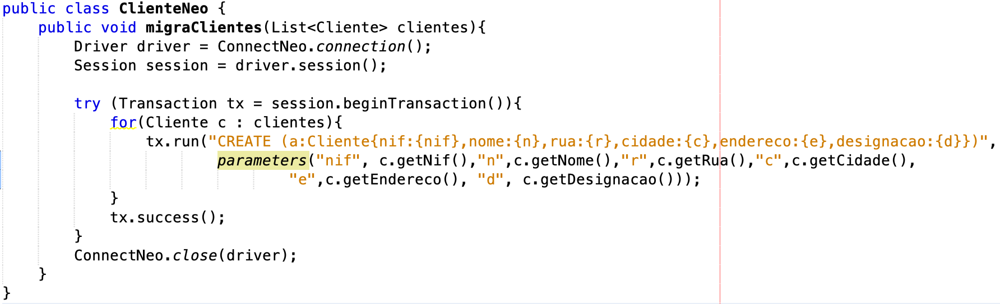 public class ClienteNeo {
    public void migraClientes(List<Cliente> clientes){
        Driver driver = ConnectNeo.connection();
        Session session = driver.session();

        try (Transaction tx = session.beginTransaction()){
            for(Cliente c : clientes){
                tx.run("CREATE (a:Cliente{nif:{nif},nome:{n},rua:{r},cidade:{c},endereco:{e},designacao:{d}})",
                        parameters("nif", c.getNif(),"n",c.getNome(),"r",c.getRua(),"c",c.getCidade(),
                                "e",c.getEndereco(), "d", c.getDesignacao()));
            }
            tx.success();
        }
        ConnectNeo.close(driver);
    }
}